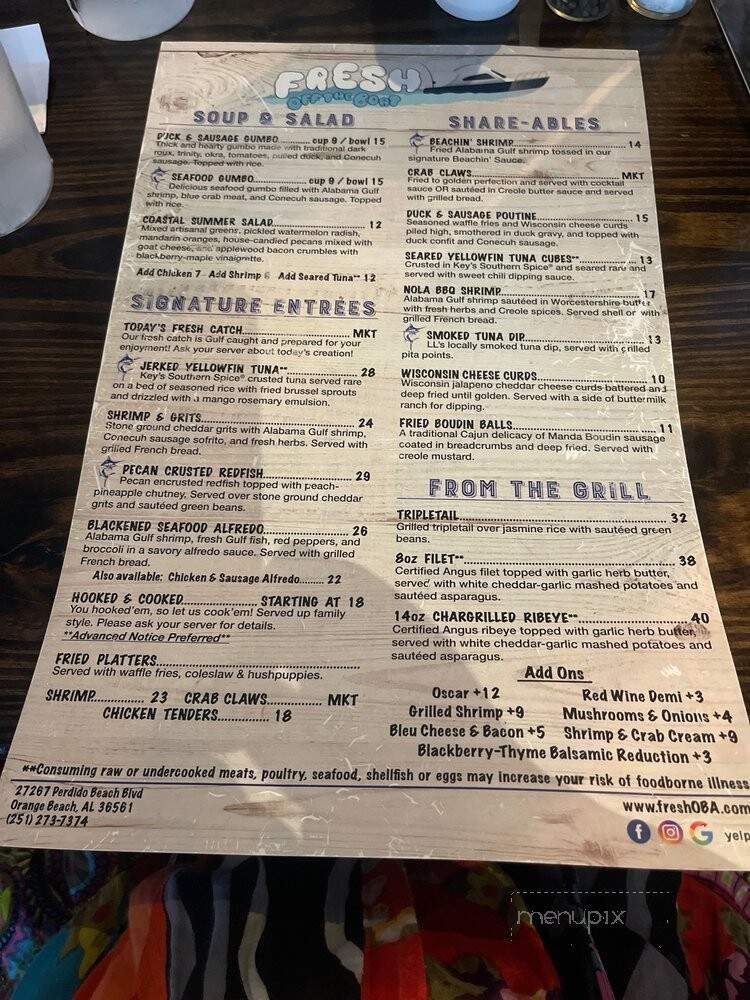 FRESH
OFF THE BOAT
SOUP & SALAD
DUCK & SAUSAGE GUMBO.......... cup 9 / bowl 15
Thick and hearty gumbo made with traditional dark
roux, trinity, okra, tomatoes, pulled duck, and Conecuh
sausage. Topped with rice.
SEAFOOD GUMBO............... cup 9 / bowl 15
Delicious seafood gumbo filled with Alabama Gulf
shrimp, blue crab meat, and Conecuh sausage. Topped
with rice.
COASTAL SUMMER SALAD........................ 12
Mixed artisanal greens, pickled watermelon radish,
mandarin oranges, house-candied pecans mixed with
goat cheese, and applewood bacon crumbles with
blackberry-maple vinaigrette.
Add Chicken 7 Add Shrimp 8 Add Seared Tuna** 12
SIGNATURE ENTRÉES
TODAY'S FRESH CATCH........................... MKT
Our fresh catch is Gulf caught and prepared for your
enjoyment! Ask your server about today's creation!
JERKED YELLOWFIN TUNA**.................. 28
Key's Southern Spice® crusted tuna served rare
on a bed of seasoned rice with fried brussel sprouts
and drizzled with a mango rosemary emulsion.
SHRIMP & GRITS..................................... 24
Stone ground cheddar grits with Alabama Gulf shrimp,
Conecuh sausage sofrito, and fresh herbs. Served with
grilled French bread.
PECAN CRUSTED REDFISH...................... 29
Pecan encrusted redfish topped with peach-
pineapple chutney, Served over stone ground cheddar
grits and sautéed green beans.
BLACKENED SEAFOOD ALFREDO..................... 26
Alabama Gulf shrimp, fresh Gulf fish, red peppers, and
broccoli in a savory alfredo sauce. Served with grilled
French bread.
Also available: Chicken & Sausage Alfredo......... 22
HOOKED & COOKED.................. STARTING AT 18
You hooked'em, so let us cook'em! Served up family
style. Please ask your server for details.
**Advanced Notice Preferred**
FRIED PLATTERS...............................................
Served with waffle fries, coleslaw & hushpuppies.
SHRIMP............. 23 CRAB CLAWS............... MKT
CHICKEN TENDERS.............. 18
SHARE-ABLES
BEACHIN' SHRIMP............................ 14
Fried Alabama Gulf shrimp tossed in our
signature Beachin' Sauce.
CRAB CLAWS.................................... MKT
Fried to golden perfection and served with cocktail
sauce OR sautéed in Creole butter sauce and served
with grilled bread.
DUCK & SAUSAGE POUTINE........................ 15
Seasoned waffle fries and Wisconsin cheese curds
piled high, smothered in duck gravy, and topped with
duck confit and Conecuh sausage.
SEARED YELLOWFIN TUNA CUBES**............. 13
Crusted in Key's Southern Spice® and seared rare and
served with sweet chili dipping sauce.
NOLA BBQ SHRIMP................................ 17
Alabama Gulf shrimp sautéed in Worcestershire butter
with fresh herbs and Creole spices. Served shell on with
grilled French bread.
SMOKED TUNA DIP............................ 13
LL's locally smoked tuna dip, served with grilled
pita points.
WISCONSIN CHEESE CURDS........................ 10
Wisconsin jalapeno cheddar cheese curds battered and
deep fried until golden. Served with a side of buttermilk
ranch for dipping.
FRIED BOUDIN BALLS................................ 11
A traditional Cajun delicacy of Manda Boudin sausage
coated in breadcrumbs and deep fried. Served with
creole mustard.
FROM THE GRILL
TRIPLETAIL............................................. 32
Grilled tripletail over jasmine rice with sautéed green
beans.
8oz FILET**............................................ 38
Certified Angus filet topped with garlic herb butter,
served with white cheddar-garlic mashed potatoes and
sautéed asparagus.
14oz CHARGRILLED RIBEYE**....................... 40
Certified Angus ribeye topped with garlic herb butter,
served with white cheddar-garlic mashed potatoes and
sautéed asparagus.
Add Ons
Oscar +12 Red Wine Demi +3
Grilled Shrimp +9 Mushrooms & Onions +4
Bleu Cheese & Bacon +5 Shrimp & Crab Cream +9
Blackberry-Thyme Balsamic Reduction +3
**Consuming raw or undercooked meats, poultry, seafood, shellfish or eggs may increase your risk of foodborne illness
27267 Perdido Beach Blvd
Orange Beach, AL 36561
(251) 273-7374
www.freshOBA.com
yelp
menupix